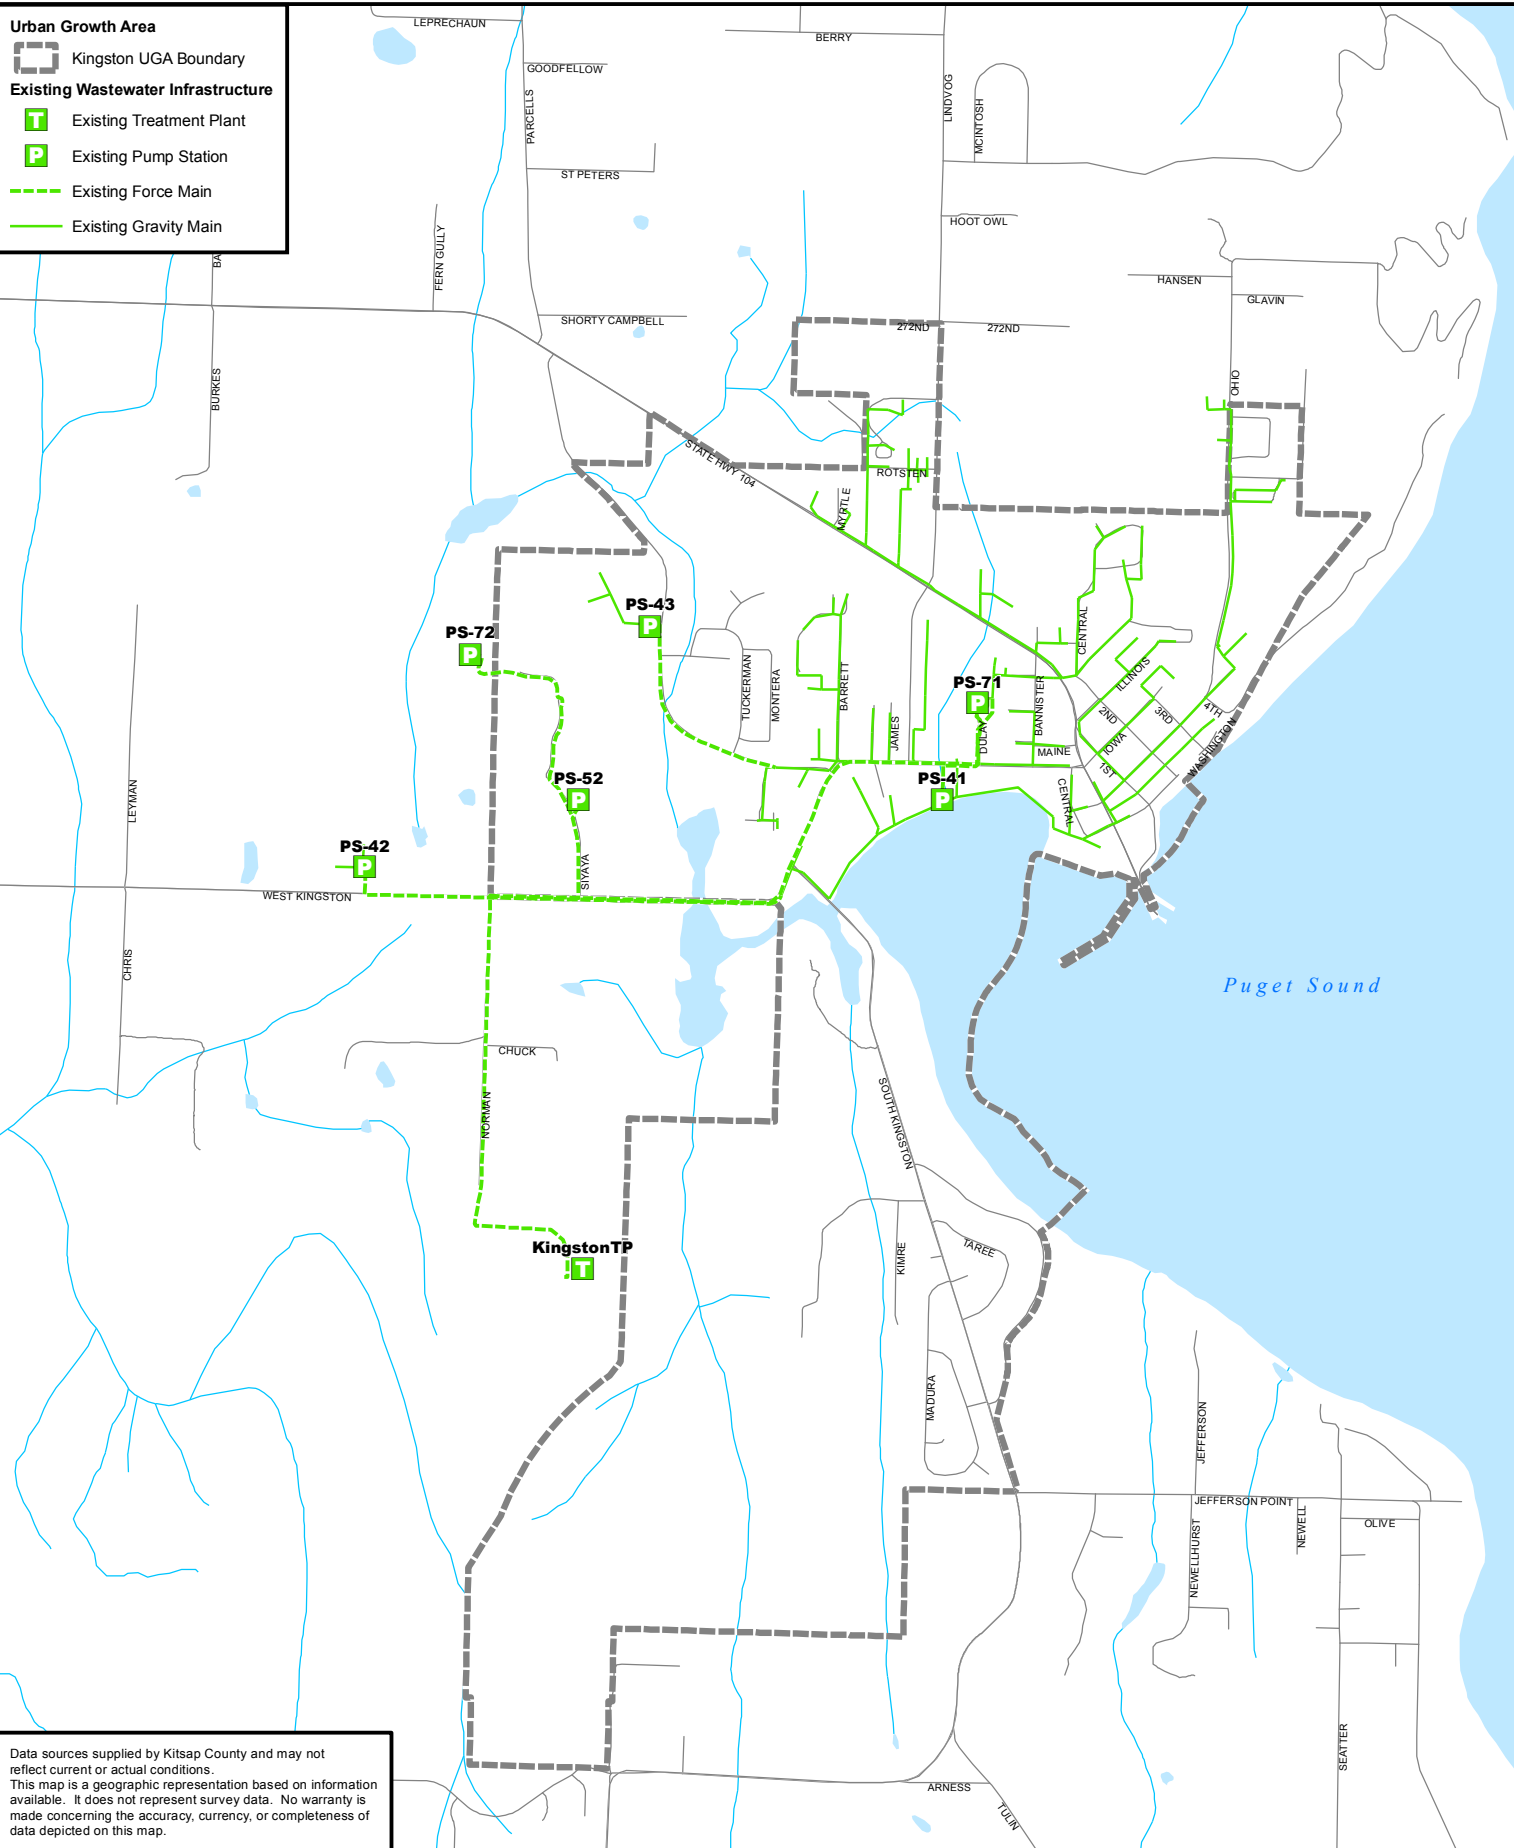 Urban Growth Area
Kingston UGA Boundary
Existing Wastewater Infrastructure
T Existing Treatment Plant
P Existing Pump Station
Existing Force Main
Existing Gravity Main
LEPRECHAUN
BERRY
GOODFELLOW
PARCELLS
LINDVOG
MCINTOSH
ST PETERS
HOOT OWL
FERN GULLY
BA
HANSEN
GLAVIN
SHORTY CAMPBELL
272ND
272ND
BURKES
OHIO
STATE HWY 104
ROTSTEN
MYRTLE
PS-43
P
PS-72
P
CENTRAL
TUCKERMAN
MONTERA
BARRETT
ILLINOIS
PS-71
P
BANNISTER
JAMES
DULAY
2ND
3RD
4TH
MAINE
IOWA
WASHINGTON
1ST
PS-52
P
PS-41
P
CENTRAL
LEYMAN
PS-42
P
SIYAYA
WEST KINGSTON
CHRIS
Puget Sound
CHUCK
NORMAN
SOUTH KINGSTON
KingstonTP
T
KIMRE
TAREE
MADURA
JEFFERSON
JEFFERSON POINT
NEWELLHURST
NEWELL
OLIVE
SEATTER
ARNESS
TULIN
Data sources supplied by Kitsap County and may not
reflect current or actual conditions.
This map is a geographic representation based on information
available. It does not represent survey data. No warranty is
made concerning the accuracy, currency, or completeness of
data depicted on this map.